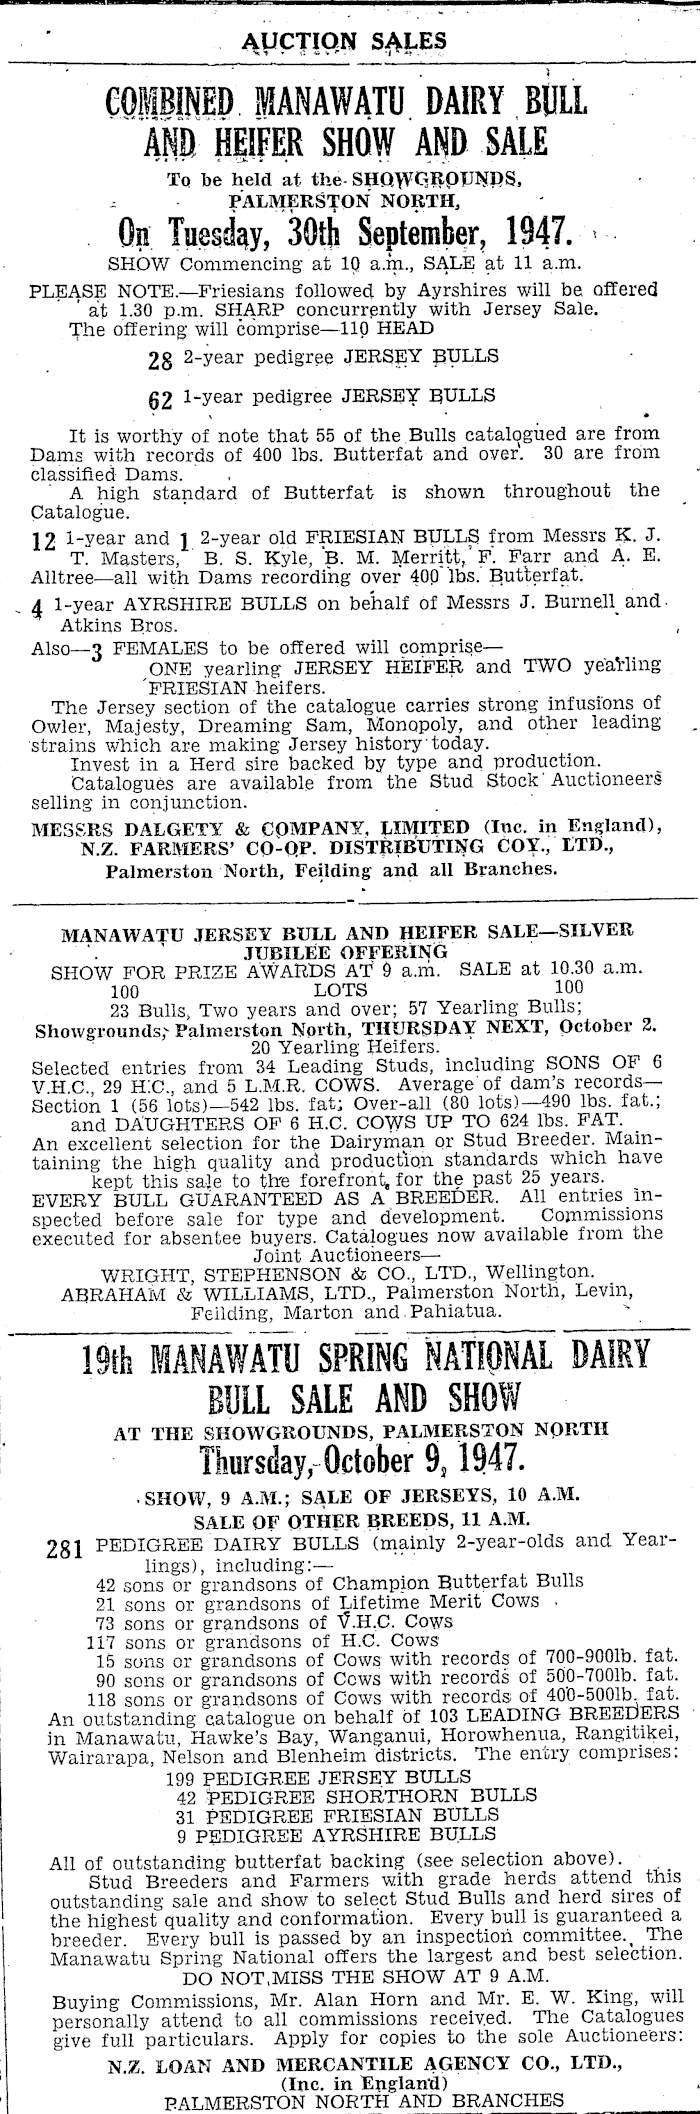 AUCTION SALES
COMBINED MANAWATU DAIRY BULL
AND HEIFER SHOW AND SALE
To be held at the SHOWGROUNDS,
PALMERSTON NORTH,
On Tuesday, 30th September, 1947.
SHOW Commencing at 10 a.m., SALE at 11 a.m.
PLEASE NOTE.—Friesians followed by Ayrshires will be offered
at 1.30 p.m. SHARP concurrently with Jersey Sale.
The offering will comprise—110 HEAD
28 2-year pedigree JERSEY BULLS
62 1-year pedigree JERSEY BULLS
It is worthy of note that 55 of the Bulls catalogued are from
Dams with records of 400 lbs. Butterfat and over. 30 are from
classified Dams.
A high standard of Butterfat is shown throughout the
Catalogue.
12 1-year and 1 2-year old FRIESIAN BULLS from Messrs K. J.
T. Masters, B. S. Kyle, B. M. Merritt, F. Farr and A. E.
Alltree—all with Dams recording over 400 lbs. Butterfat.
4 1-year AYRSHIRE BULLS on behalf of Messrs J. Burnell and
Atkins Bros.
Also—3 FEMALES to be offered will comprise—
ONE yearling JERSEY HEIFER and TWO yearling
FRIESIAN heifers.
The Jersey section of the catalogue carries strong infusions of
Owler, Majesty, Dreaming Sam, Monopoly, and other leading
strains which are making Jersey history today.
Invest in a Herd sire backed by type and production.
Catalogues are available from the Stud Stock Auctioneers
selling in conjunction.
MESSRS DALGETY & COMPANY, LIMITED (Inc. in England),
N.Z. FARMERS' CO-OP. DISTRIBUTING COY., LTD.,
Palmerston North, Feilding and all Branches.
MANAWATU JERSEY BULL AND HEIFER SALE—SILVER
JUBILEE OFFERING
SHOW FOR PRIZE AWARDS AT 9 a.m. SALE at 10.30 a.m.
100 LOTS 100
23 Bulls, Two years and over; 57 Yearling Bulls;
Showgrounds, Palmerston North, THURSDAY NEXT, October 2.
20 Yearling Heifers.
Selected entries from 34 Leading Studs, including SONS OF 6
V.H.C., 29 H.C., and 5 L.M.R. COWS. Average of dam's records—
Section 1 (56 lots)—542 lbs. fat; Over-all (80 lots)—490 lbs. fat.;
and DAUGHTERS OF 6 H.C. COWS UP TO 624 lbs. FAT.
An excellent selection for the Dairyman or Stud Breeder. Main-
taining the high quality and production standards which have
kept this sale to the forefront for the past 25 years.
EVERY BULL GUARANTEED AS A BREEDER. All entries in-
spected before sale for type and development. Commissions
executed for absentee buyers. Catalogues now available from the
Joint Auctioneers—
WRIGHT, STEPHENSON & CO., LTD., Wellington.
ABRAHAM & WILLIAMS, LTD., Palmerston North, Levin,
Feilding, Marton and Pahiatua.
19th MANAWATU SPRING NATIONAL DAIRY
BULL SALE AND SHOW
AT THE SHOWGROUNDS, PALMERSTON NORTH
Thursday, October 9, 1947.
SHOW, 9 A.M.; SALE OF JERSEYS, 10 A.M.
SALE OF OTHER BREEDS, 11 A.M.
281 PEDIGREE DAIRY BULLS (mainly 2-year-olds and Year-
lings), including:—
42 sons or grandsons of Champion Butterfat Bulls
21 sons or grandsons of Lifetime Merit Cows
73 sons or grandsons of V.H.C. Cows
117 sons or grandsons of H.C. Cows
15 sons or grandsons of Cows with records of 700-900lb. fat.
90 sons or grandsons of Cows with records of 500-700lb. fat.
118 sons or grandsons of Cows with records of 400-500lb. fat.
An outstanding catalogue on behalf of 103 LEADING BREEDERS
in Manawatu, Hawke's Bay, Wanganui, Horowhenua, Rangitikei,
Wairarapa, Nelson and Blenheim districts. The entry comprises:
199 PEDIGREE JERSEY BULLS
42 PEDIGREE SHORTHORN BULLS
31 PEDIGREE FRIESIAN BULLS
9 PEDIGREE AYRSHIRE BULLS
All of outstanding butterfat backing (see selection above).
Stud Breeders and Farmers with grade herds attend this
outstanding sale and show to select Stud Bulls and herd sires of
the highest quality and conformation. Every bull is guaranteed a
breeder. Every bull is passed by an inspection committee. The
Manawatu Spring National offers the largest and best selection.
DO NOT MISS THE SHOW AT 9 A.M.
Buying Commissions, Mr. Alan Horn and Mr. E. W. King, will
personally attend to all commissions received. The Catalogues
give full particulars. Apply for copies to the sole Auctioneers:
N.Z. LOAN AND MERCANTILE AGENCY CO., LTD.,
(Inc. in England)
PALMERSTON NORTH AND BRANCHES